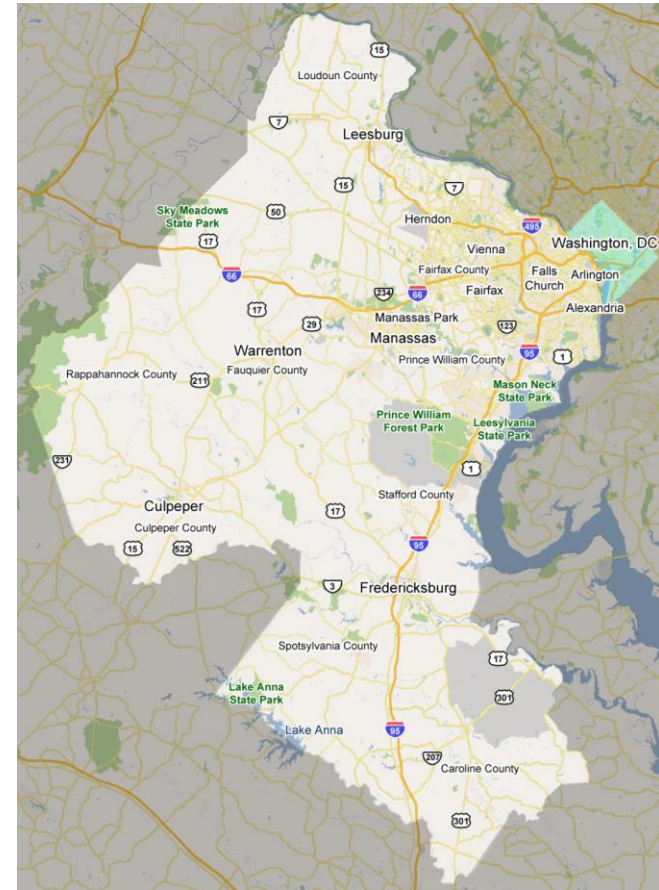 15
Loudoun County
7
Leesburg
15
7
Sky Meadows
State Park
50
Herndon
495
17
Vienna
Washington, DC
66
Fairfax County
Falls
Church
Arlington
234
66
Fairfax
17
Manassas Park
Alexandria
29
123
Manassas
Warrenton
95
1
Prince William County
Rappahannock County
Fauquier County
211
Mason Neck
State Park
Prince William
Forest Park
Leesylvania
State Park
231
1
Stafford County
Culpeper
17
Culpeper County
15
522
95
3
Fredericksburg
Spotsylvania County
17
Lake Anna
State Park
301
Lake Anna
95
207
Caroline County
301